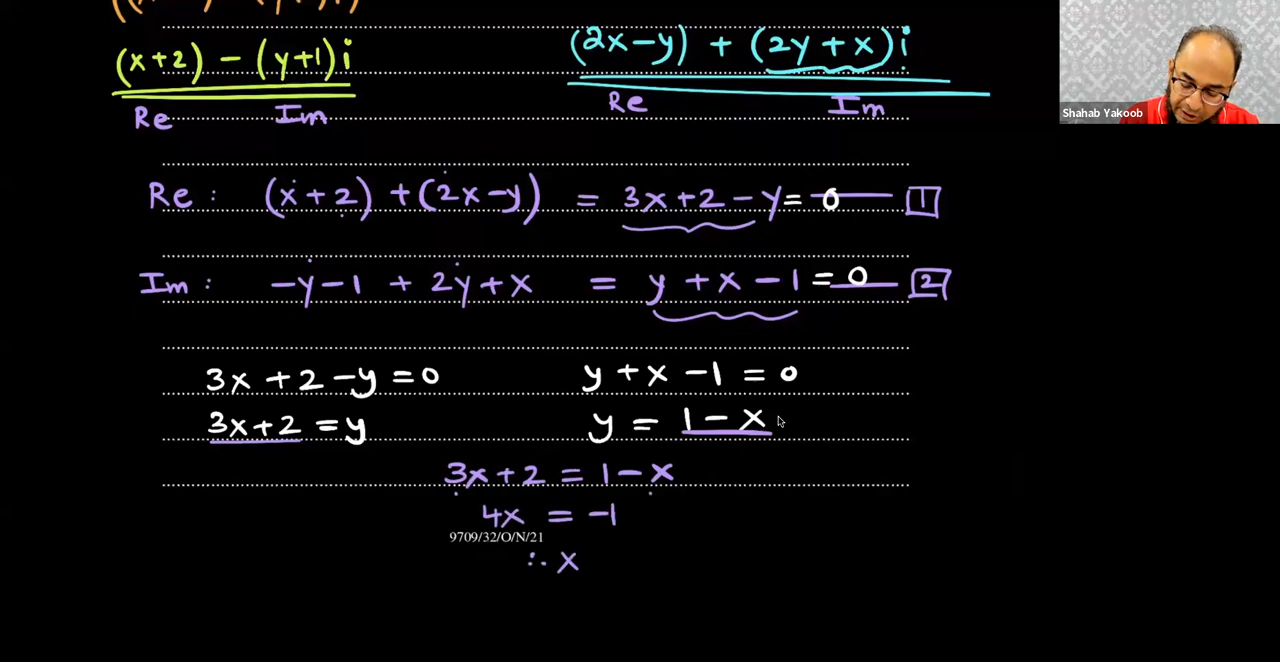 (x+2) - (y+1)i
(2x-y) + (2y+x)i
Re Im
Re Im
Shahab Yakoob
Re : (x+2) + (2x-y) = 3x+2-y = 0 1
Im : -y-1 + 2y+x = y+x-1 = 0 2
3x+2-y=0 y+x-1=0
3x+2=y y = 1-x
3x+2 = 1-x
4x = -1
9709/32/O/N/21
∴ x